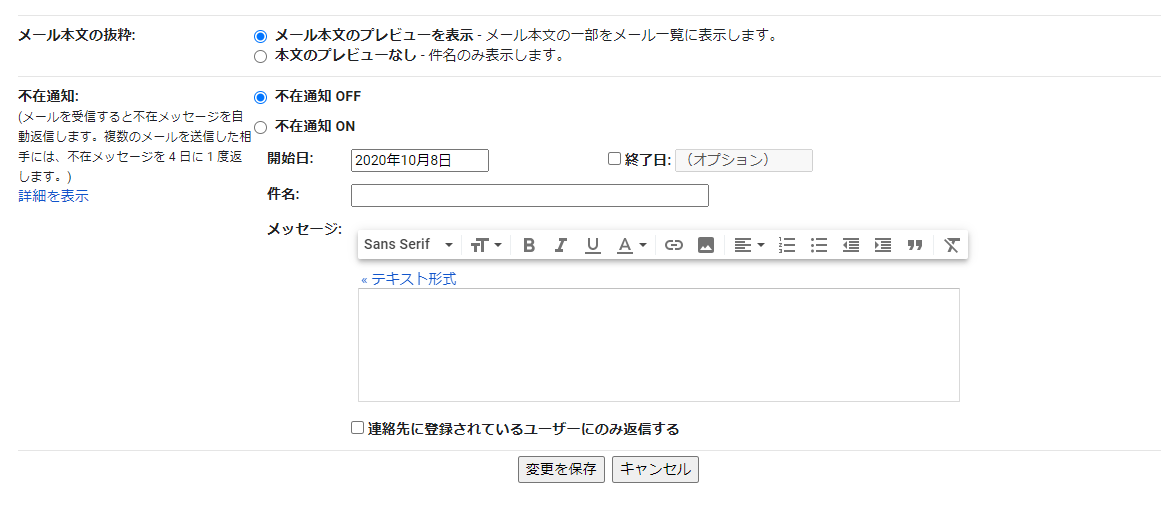 メール本文の抜粋:
メール本文のプレビューを表示 - メール本文の一部をメール一覧に表示します。
本文のプレビューなし - 件名のみ表示します。
不在通知:
(メールを受信すると不在メッセージを自
動返信します。複数のメールを送信した相
手には、不在メッセージを 4 日に 1 度返
します。)
詳細を表示
不在通知 OFF
不在通知 ON
開始日: 2020年10月8日 終了日: （オプション）
件名:
メッセージ:
Sans Serif
« テキスト形式
連絡先に登録されているユーザーにのみ返信する
変更を保存 キャンセル